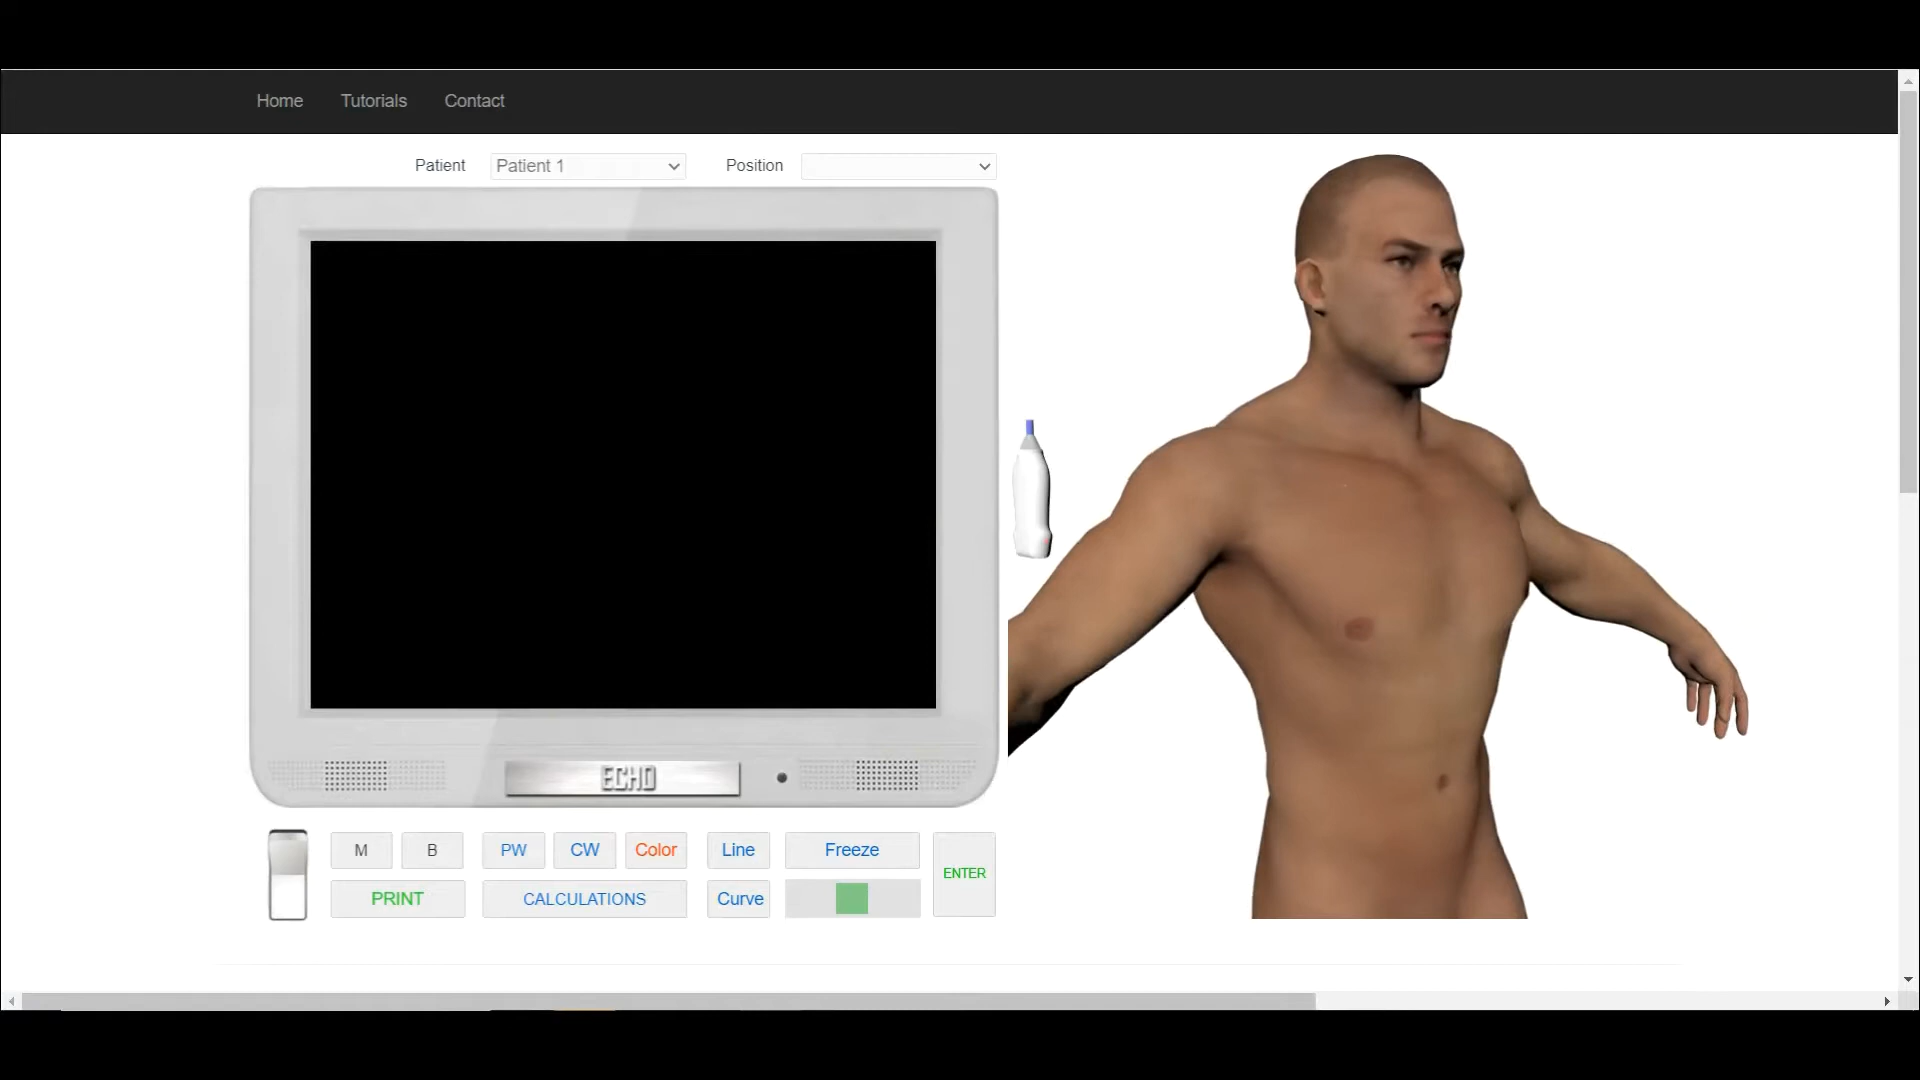 Home Tutorials Contact
Patient Patient 1 Position
ECHO
M B PW CW Color Line Freeze ENTER
PRINT CALCULATIONS Curve